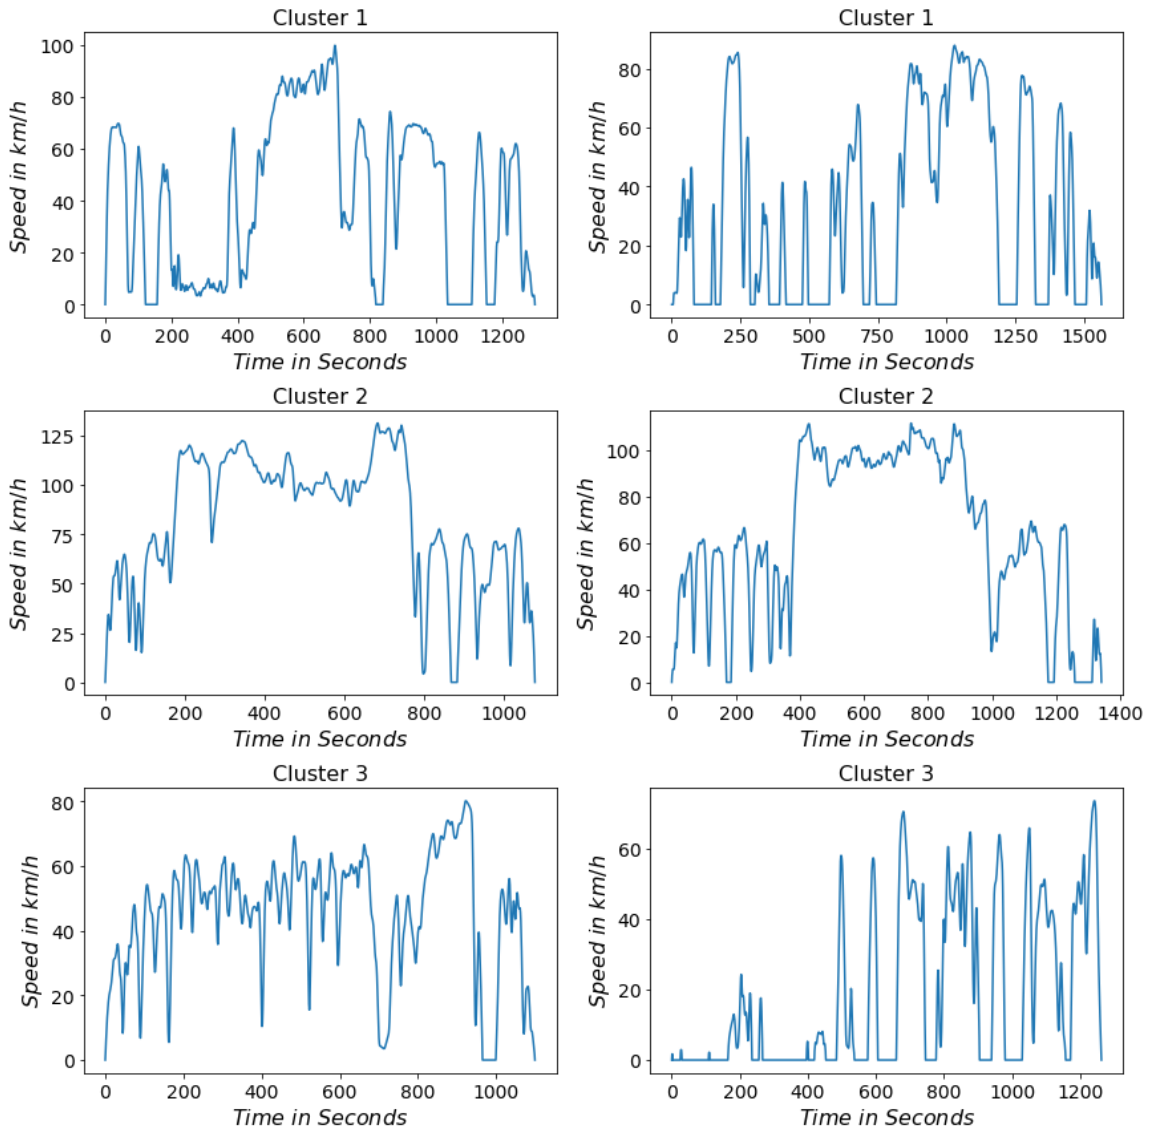 Cluster 1
100
80
60
40
20
0
Speed in km/h
0 200 400 600 800 1000 1200
Time in Seconds
Cluster 1
80
60
40
20
0
Speed in km/h
0 250 500 750 1000 1250 1500
Time in Seconds
Cluster 2
125
100
75
50
25
0
Speed in km/h
0 200 400 600 800 1000
Time in Seconds
Cluster 2
100
80
60
40
20
0
Speed in km/h
0 200 400 600 800 1000 1200 1400
Time in Seconds
Cluster 3
80
60
40
20
0
Speed in km/h
0 200 400 600 800 1000
Time in Seconds
Cluster 3
60
40
20
0
Speed in km/h
0 200 400 600 800 1000 1200
Time in Seconds